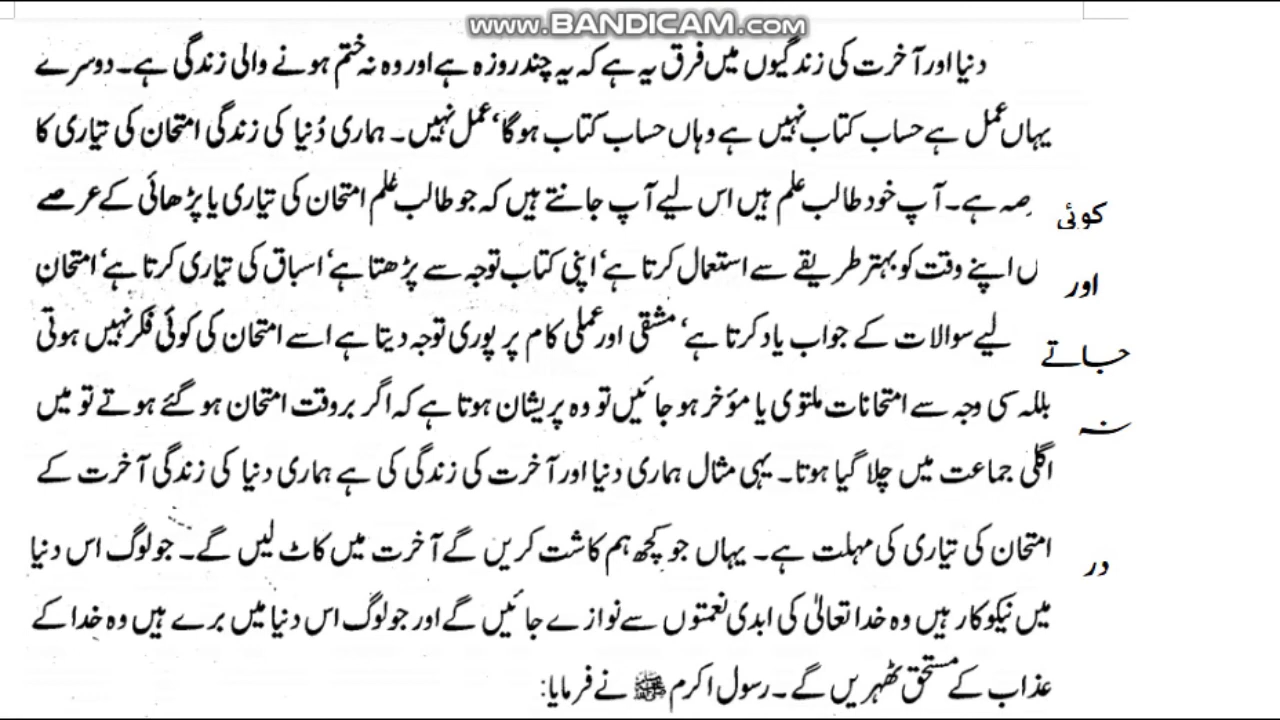 www.BANDICAM.com
دنیا اور آخرت کی زندگیوں میں فرق یہ ہے کہ یہ چند روزہ ہے اور وہ نہ ختم ہونے والی زندگی ہے۔ دوسرے
یہاں عمل ہے حساب کتاب نہیں ہے وہاں حساب کتاب ہوگا، عمل نہیں۔ ہماری دُنیا کی زندگی امتحان کی تیاری کا
صہ ہے۔ آپ خود طالب علم ہیں اس لیے آپ جانتے ہیں کہ جو طالب علم امتحان کی تیاری یا پڑھائی کے عرصے
کوئی
ں اپنے وقت کو بہتر طریقے سے استعمال کرتا ہے، اپنی کتاب توجہ سے پڑھتا ہے، اسباق کی تیاری کرتا ہے، امتحان
اور
لیے سوالات کے جواب یاد کرتا ہے، مشقی اور عملی کام پر پوری توجہ دیتا ہے اسے امتحان کی کوئی فکر نہیں ہوتی
جاتے
سی وجہ سے امتحانات ملتوی یا مؤخر ہو جائیں تو وہ پریشان ہوتا ہے کہ اگر بروقت امتحان ہو گئے ہوتے تو میں
نہ
اگلی جماعت میں چلا گیا ہوتا۔ یہی مثال ہماری دنیا اور آخرت کی زندگی کی ہے ہماری دنیا کی زندگی آخرت کے
امتحان کی تیاری کی مہلت ہے۔ یہاں جو کچھ ہم کاشت کریں گے آخرت میں کاٹ لیں گے۔ جو لوگ اس دنیا
در
میں نیکوکار ہیں وہ خدا تعالیٰ کی ابدی نعمتوں سے نوازے جائیں گے اور جو لوگ اس دنیا میں برے ہیں وہ خدا کے
عذاب کے مستحق ٹھہریں گے۔ رسول اکرم ﷺ نے فرمایا: